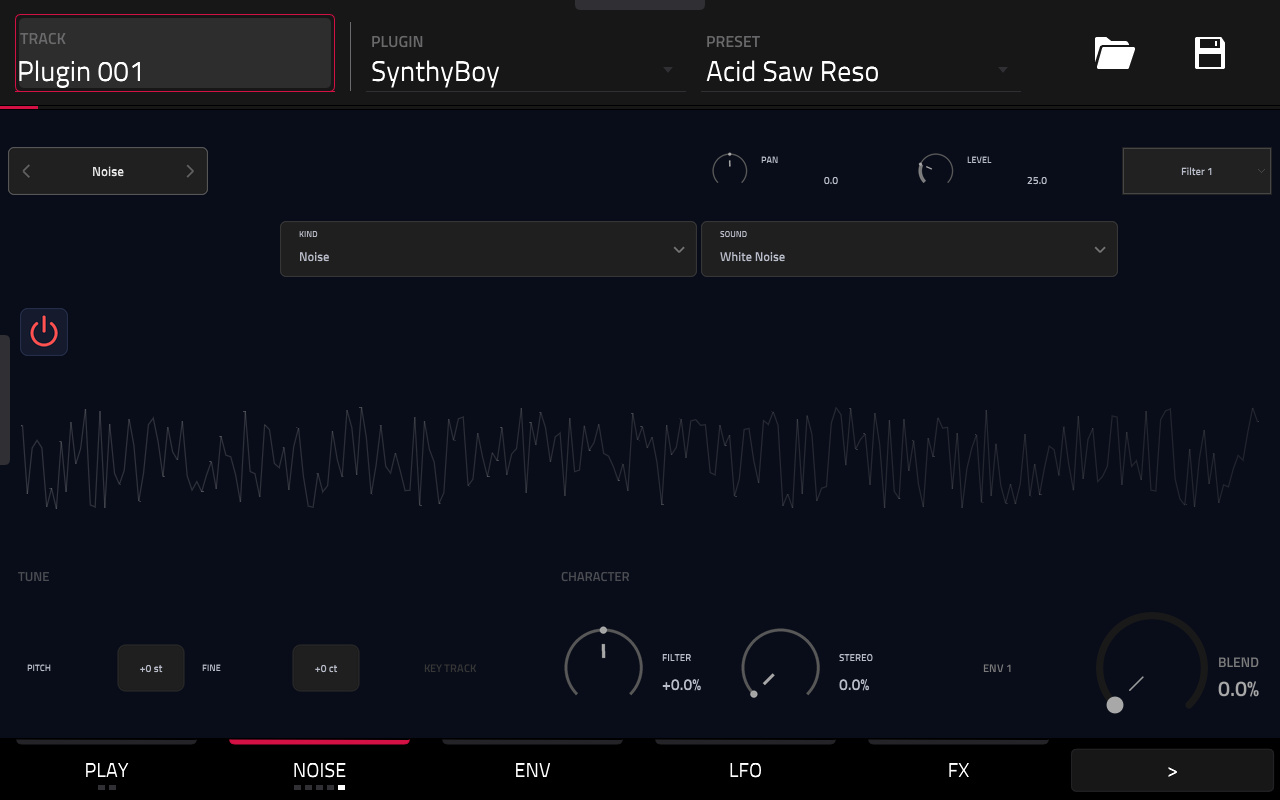 TRACK
Plugin 001
PLUGIN
SynthyBoy
PRESET
Acid Saw Reso
Noise
PAN
0.0
LEVEL
25.0
Filter 1
KIND
Noise
SOUND
White Noise
TUNE
CHARACTER
PITCH
+0 st
FINE
+0 ct
KEY TRACK
FILTER
+0.0%
STEREO
0.0%
ENV 1
BLEND
0.0%
PLAY
NOISE
ENV
LFO
FX
>